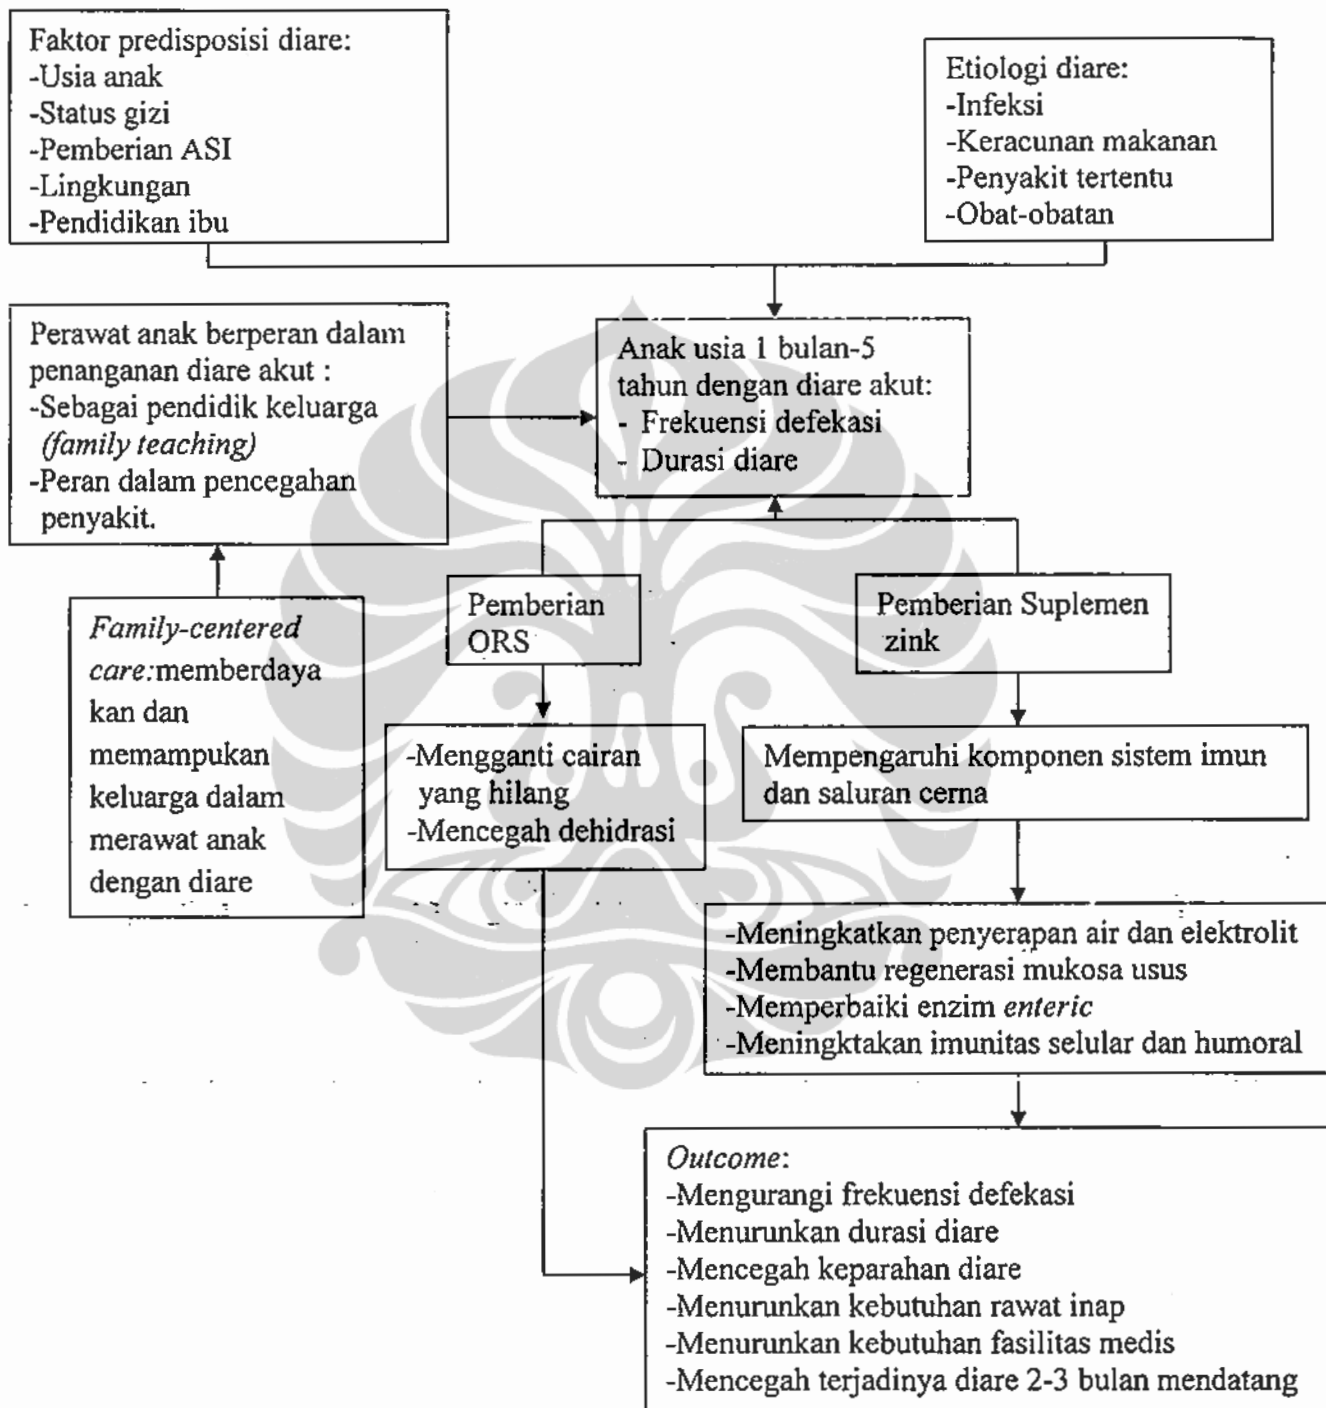 Faktor predisposisi diare:
-Usia anak
-Status gizi
-Pemberian ASI
-Lingkungan
-Pendidikan ibu
Etiologi diare:
-Infeksi
-Keracunan makanan
-Penyakit tertentu
-Obat-obatan
Perawat anak berperan dalam
penanganan diare akut :
-Sebagai pendidik keluarga
(family teaching)
-Peran dalam pencegahan
penyakit.
Anak usia 1 bulan-5
tahun dengan diare akut:
- Frekuensi defekasi
- Durasi diare
Family-centered
care:memberdaya
kan dan
memampukan
keluarga dalam
merawat anak
dengan diare
Pemberian
ORS
Pemberian Suplemen
zink
-Mengganti cairan
yang hilang
-Mencegah dehidrasi
Mempengaruhi komponen sistem imun
dan saluran cerna
-Meningkatkan penyerapan air dan elektrolit
-Membantu regenerasi mukosa usus
-Memperbaiki enzim enteric
-Meningktakan imunitas selular dan humoral
Outcome:
-Mengurangi frekuensi defekasi
-Menurunkan durasi diare
-Mencegah keparahan diare
-Menurunkan kebutuhan rawat inap
-Menurunkan kebutuhan fasilitas medis
-Mencegah terjadinya diare 2-3 bulan mendatang